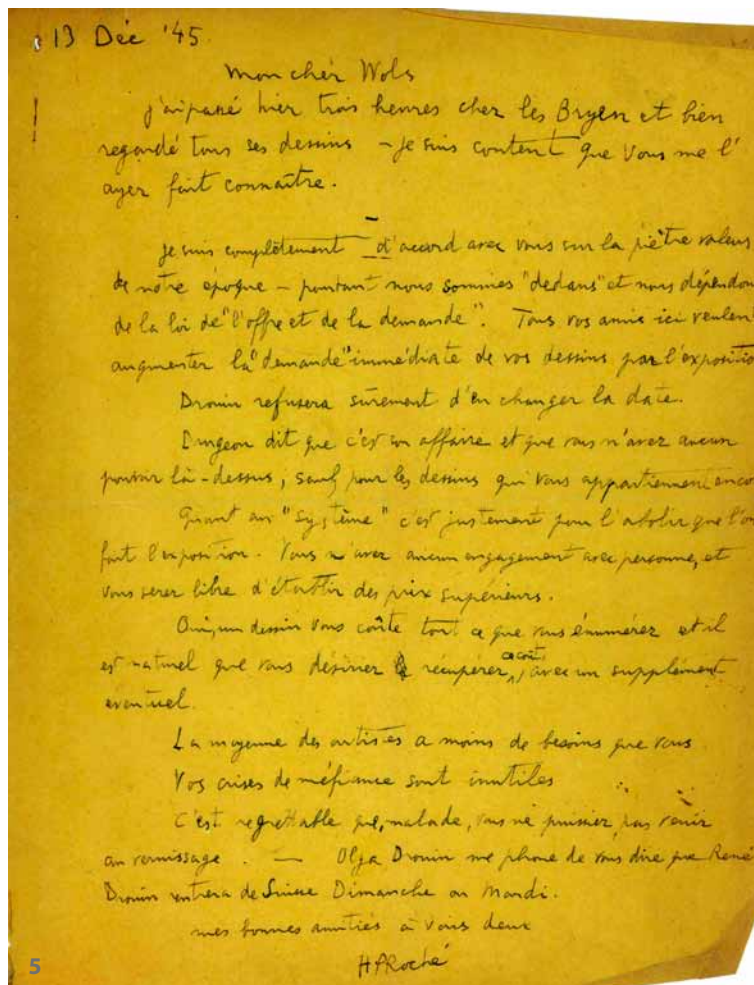 13 Déc '45
Mon cher Wols
j'ai passé hier trois heures chez les Bryen et bien
regardé tous ses dessins - je suis content que vous me l'
ayez fait connaître.
Je suis complètement d'accord avec vous sur la piètre valeur
de notre époque - pourtant nous sommes "dedans" et nous dépendon
de la loi de "l'offre et de la demande". Tous vos amis ici veulent
augmenter la "demande" immédiate de vos dessins par l'expositio
Drouin refusera sûrement d'en changer la date.
dit que c'est son affaire et que vous n'avez aucun
pouvoir là-dessus, sauf pour les dessins qui vous appartiennent enco
Quant au "système" c'est justement pour l'abolir que l'on
fait l'exposition. Vous n'avez aucun engagement avec personne, et
vous serez libre d'établir des prix supérieurs.
Oui, un dessin vous coûte tout ce que vous énumérez et il
est naturel que vous désiriez récupérer ce coût, avec un supplément
éventuel.
La moyenne des artistes a moins de besoins que vous
Vos crises de méfiance sont inutiles
C'est regrettable que, malade, vous ne puissiez pas venir
au vernissage. — Olga Drouin me phone de vous dire que René
Drouin rentrera de Suisse Dimanche ou Mardi.
mes bonnes amitiés à vous deux
HPRoché
5